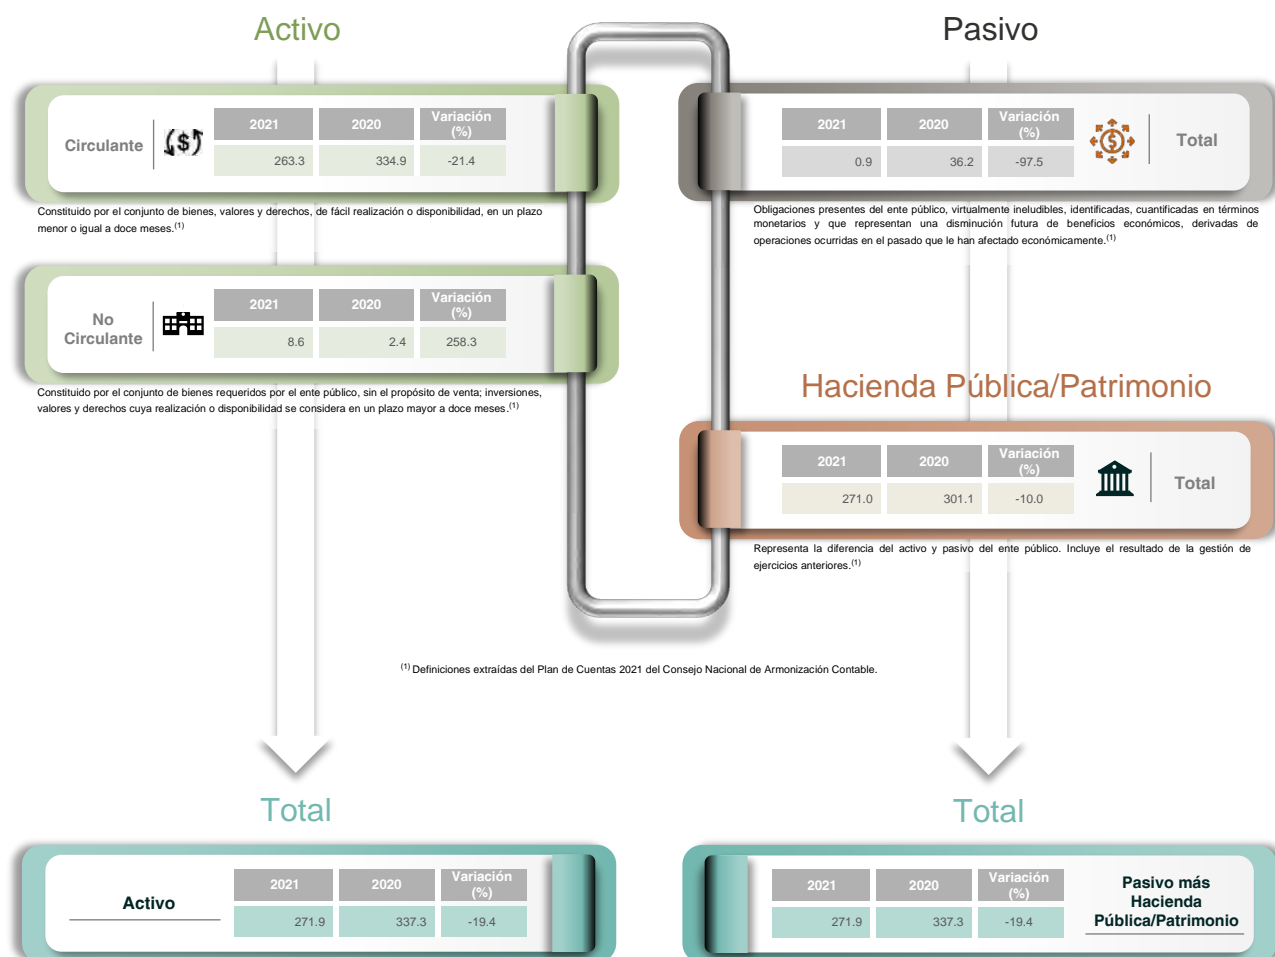 Activo
Circulante
2021 2020 Variación (%)
263.3 334.9 -21.4
Constituido por el conjunto de bienes, valores y derechos, de fácil realización o disponibilidad, en un plazo
menor o igual a doce meses.(1)
No
Circulante
2021 2020 Variación (%)
8.6 2.4 258.3
Constituido por el conjunto de bienes requeridos por el ente público, sin el propósito de venta; inversiones,
valores y derechos cuya realización o disponibilidad se considera en un plazo mayor a doce meses.(1)
Pasivo
2021 2020 Variación (%)
0.9 36.2 -97.5
Total
Obligaciones presentes del ente público, virtualmente ineludibles, identificadas, cuantificadas en términos
monetarios y que representan una disminución futura de beneficios económicos, derivadas de
operaciones ocurridas en el pasado que le han afectado económicamente.(1)
Hacienda Pública/Patrimonio
2021 2020 Variación (%)
271.0 301.1 -10.0
Total
Representa la diferencia del activo y pasivo del ente público. Incluye el resultado de la gestión de
ejercicios anteriores.(1)
(1) Definiciones extraídas del Plan de Cuentas 2021 del Consejo Nacional de Armonización Contable.
Total
Activo
2021 2020 Variación (%)
271.9 337.3 -19.4
Total
2021 2020 Variación (%)
271.9 337.3 -19.4
Pasivo más
Hacienda
Pública/Patrimonio